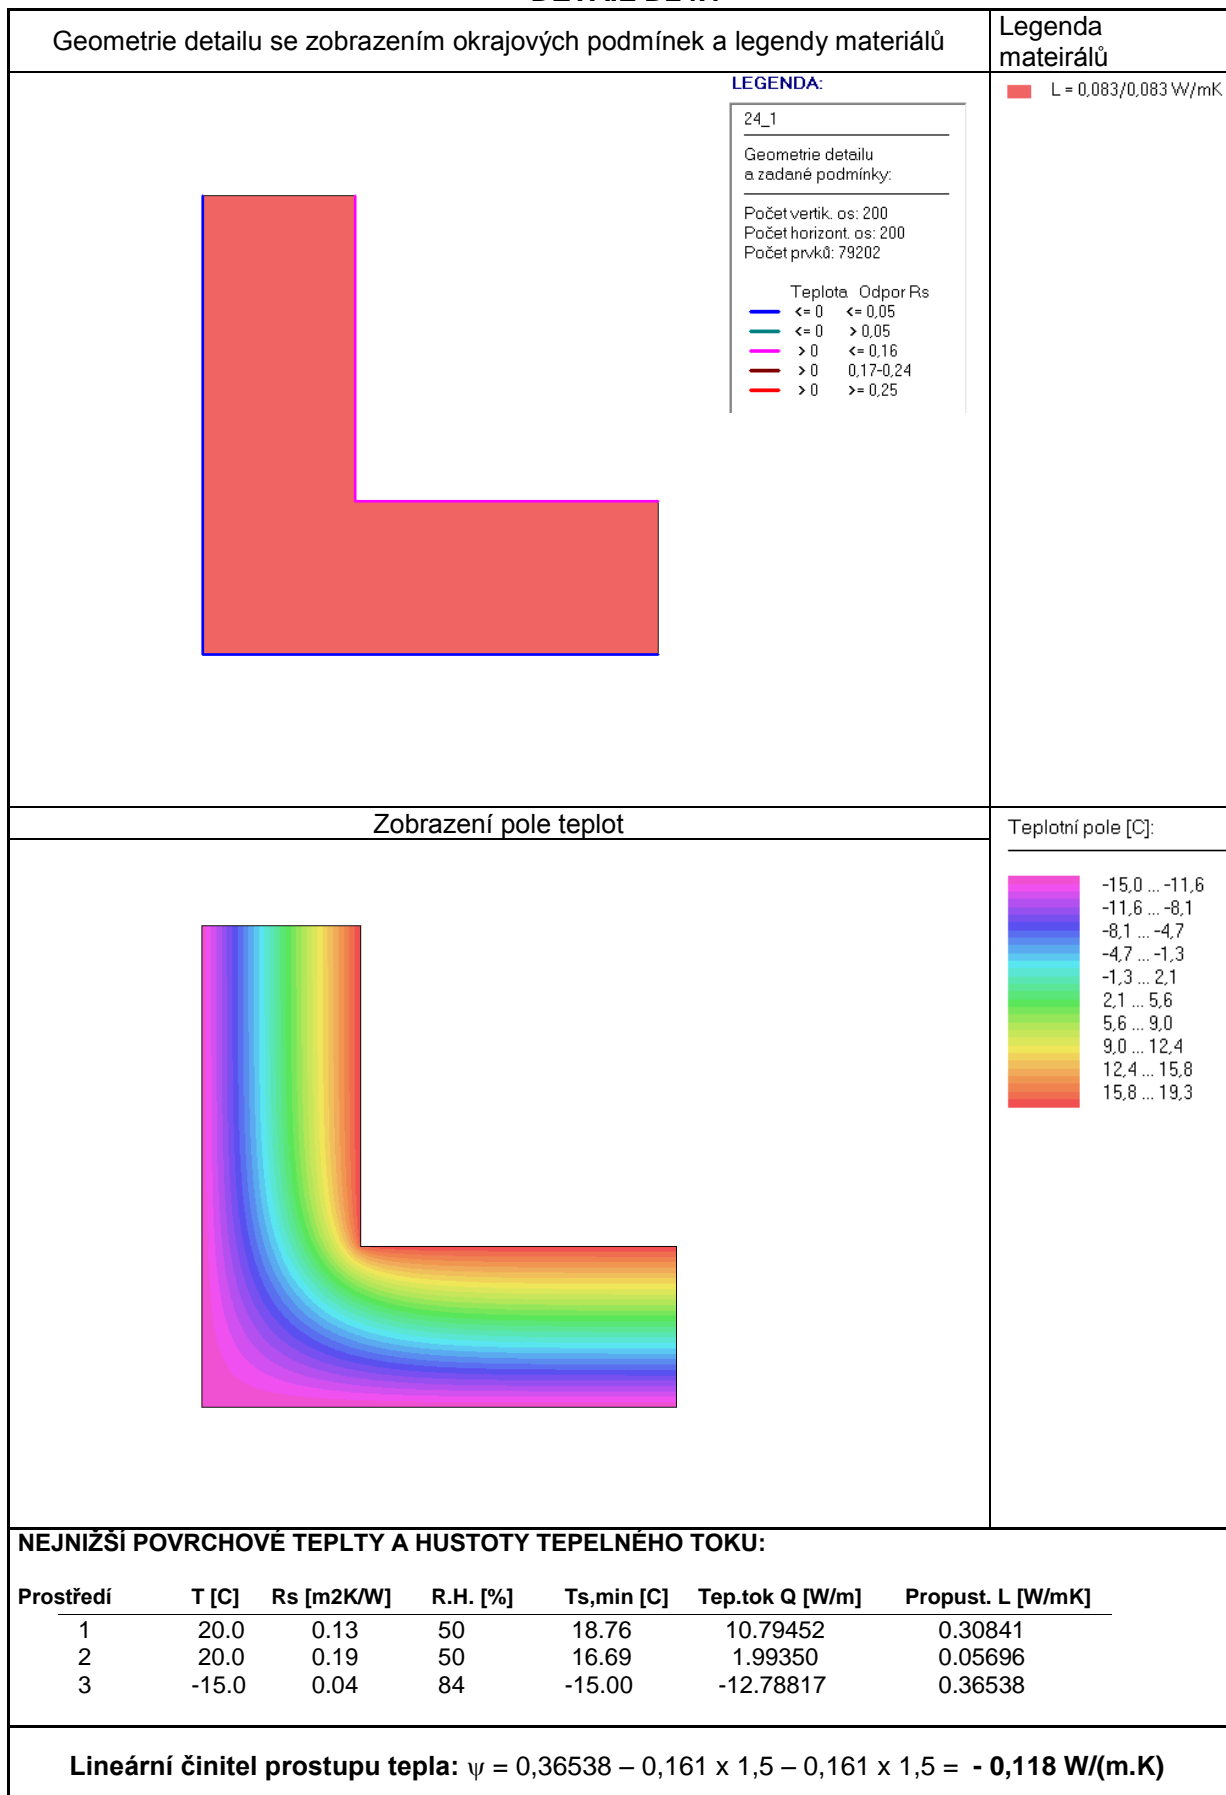 Geometrie detailu se zobrazením okrajových podmínek a legendy materiálů
Legenda
mateirálů
LEGENDA:
24_1
Geometrie detailu
a zadané podmínky:
Počet vertik. os: 200
Počet horizont. os: 200
Počet prvků: 79202
Teplota Odpor Rs
<= 0 <= 0,05
<= 0 > 0,05
> 0 <= 0,16
> 0 0,17-0,24
> 0 >= 0,25
L = 0,083/0,083 W/mK
Zobrazení pole teplot
Teplotní pole [C]:
-15,0 ... -11,6
-11,6 ... -8,1
-8,1 ... -4,7
-4,7 ... -1,3
-1,3 ... 2,1
2,1 ... 5,6
5,6 ... 9,0
9,0 ... 12,4
12,4 ... 15,8
15,8 ... 19,3
NEJNIŽŠÍ POVRCHOVÉ TEPLTY A HUSTOTY TEPELNÉHO TOKU:
Prostředí T [C] Rs [m2K/W] R.H. [%] Ts,min [C] Tep.tok Q [W/m] Propust. L [W/mK]
1 20.0 0.13 50 18.76 10.79452 0.30841
2 20.0 0.19 50 16.69 1.99350 0.05696
3 -15.0 0.04 84 -15.00 -12.78817 0.36538
Lineární činitel prostupu tepla: ψ = 0,36538 – 0,161 x 1,5 – 0,161 x 1,5 = - 0,118 W/(m.K)